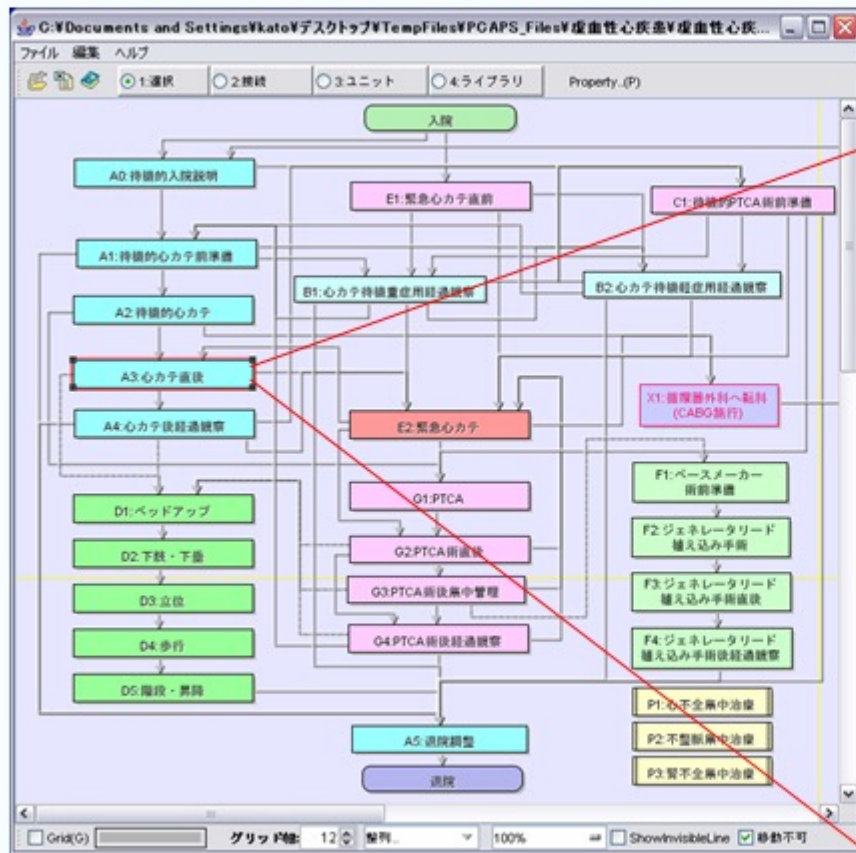 C:¥Documents and Settings¥kato¥デスクトップ¥TempFiles¥PCAPS_Files¥虚血性心疾患¥虚血性心疾...
ファイル 編集 ヘルプ
1:選択 2:接続 3:ユニット 4:ライブラリ Property..(P)
入院
A0:待機的入院説明
E1:緊急心カテ直前
C1:待機的PTCA術前準備
A1:待機的心カテ前準備
B1:心カテ待機重症用経過観察
B2:心カテ待機軽症用経過観察
A2:待機的心カテ
A3:心カテ直後
X1:循環器外科へ転科
(CABG施行)
A4:心カテ後経過観察
E2:緊急心カテ
F1:ペースメーカー
術前準備
G1:PTCA
D1:ベッドアップ
F2:ジェネレータリード
植え込み手術
G2:PTCA術直後
D2:下肢・下垂
F3:ジェネレータリード
植え込み手術直後
G3:PTCA術後集中管理
D3:立位
G4:PTCA術後経過観察
D4:歩行
F4:ジェネレータリード
植え込み手術後経過観察
D5:階段・昇降
P1:心不全集中治療
A5:退院調整
P2:不整脈集中治療
退院
P3:腎不全集中治療
Grid(G) グリッド幅: 12 整列... 100% ShowInvisibleLine 移動不可